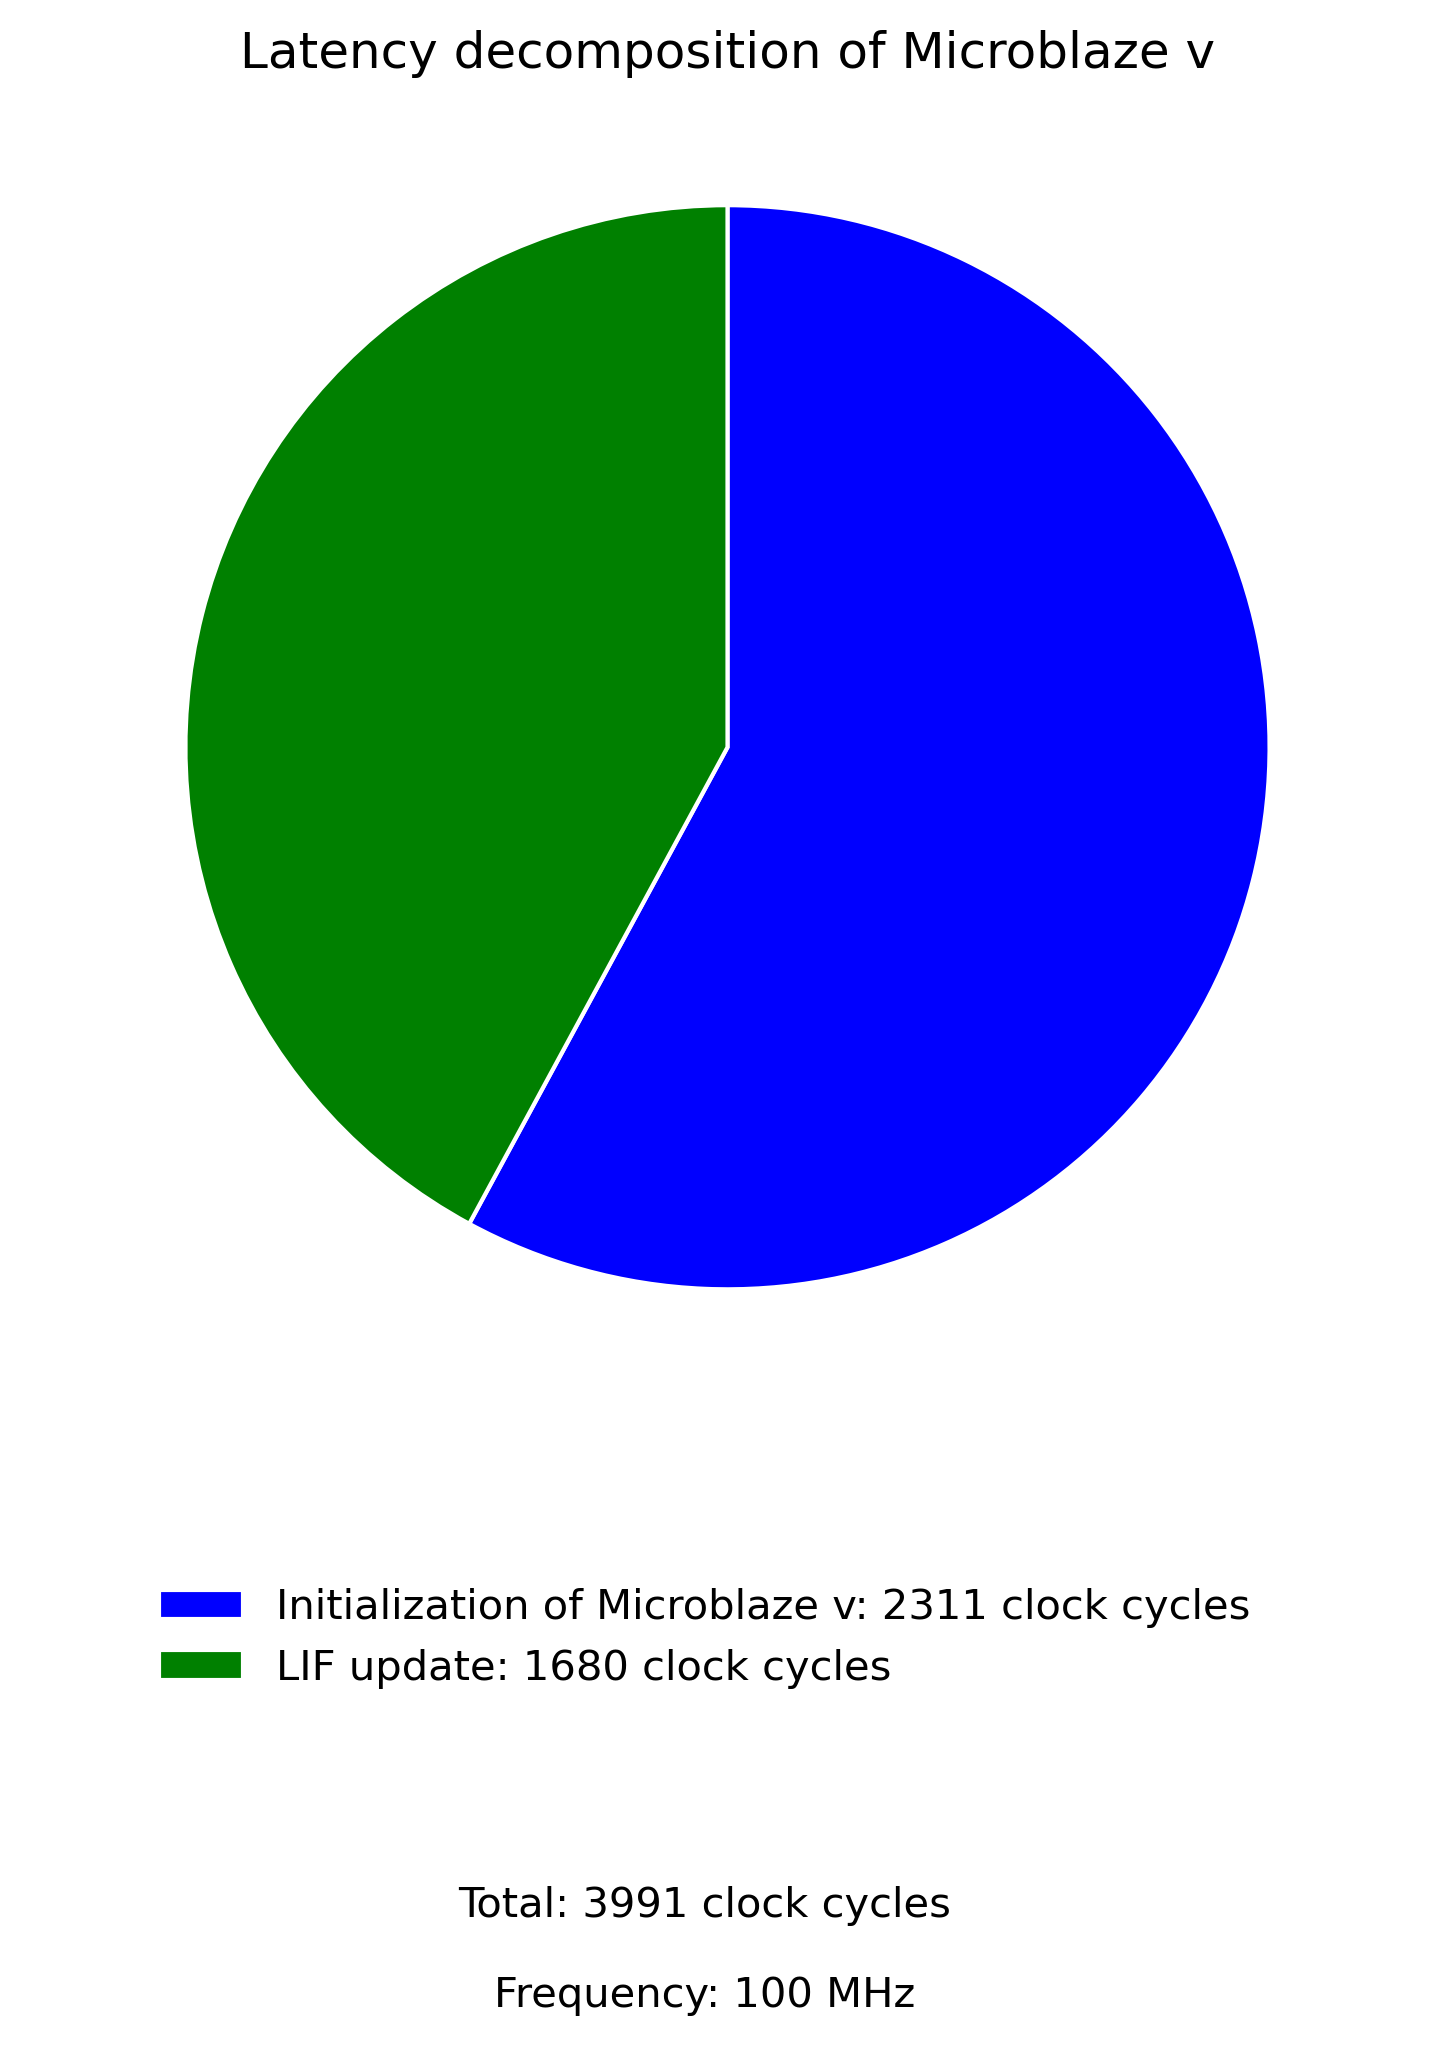 Latency decomposition of Microblaze v
Initialization of Microblaze v: 2311 clock cycles
LIF update: 1680 clock cycles
Total: 3991 clock cycles
Frequency: 100 MHz